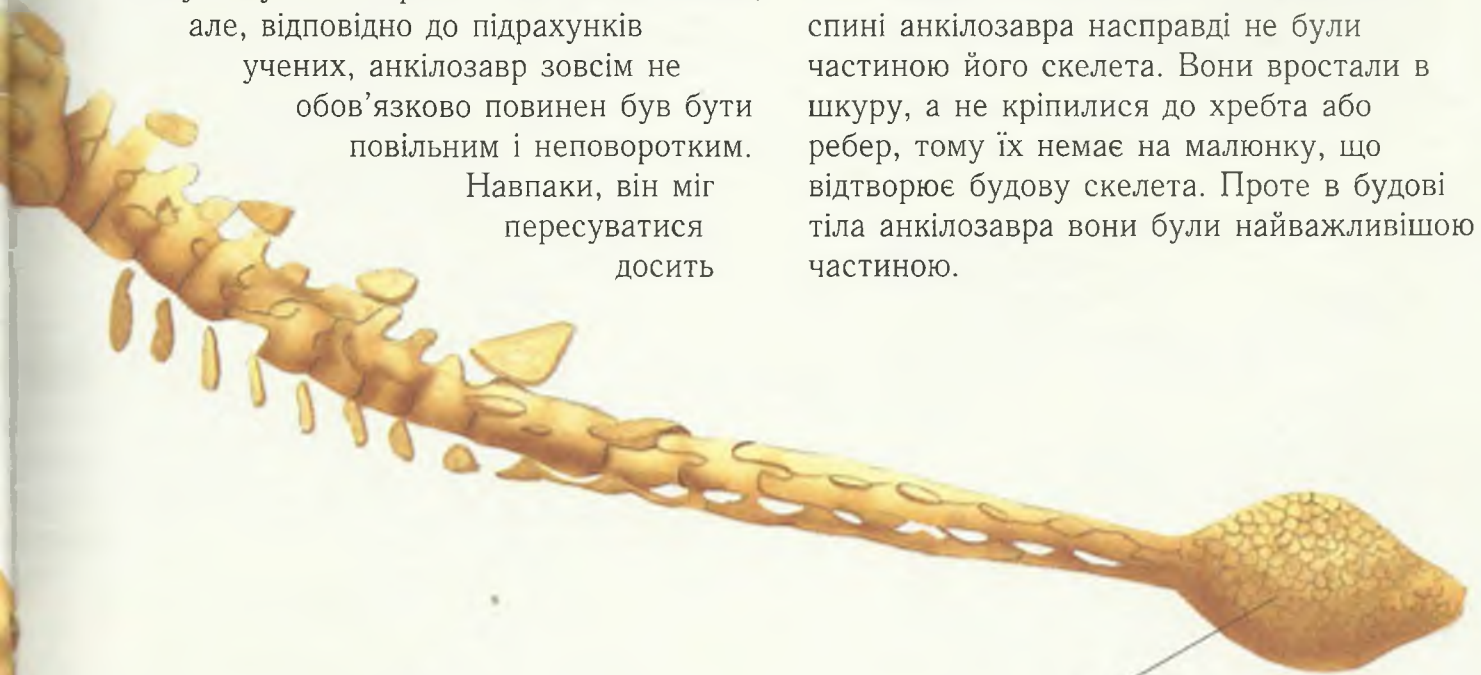 але, відповідно до підрахунків
учених, анкілозавр зовсім не
обов’язково повинен був бути
повільним і неповоротким.
Навпаки, він міг
пересуватися
досить
спині анкілозавра насправді не були
частиною його скелета. Вони вростали в
шкуру, а не кріпилися до хребта або
ребер, тому їх немає на малюнку, що
відтворює будову скелета. Проте в будові
тіла анкілозавра вони були найважливішою
частиною.